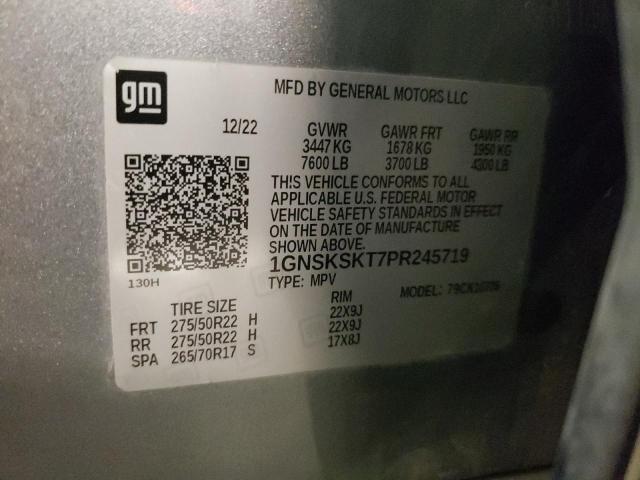 gm
MFD BY GENERAL MOTORS LLC
12/22 GVWR GAWR FRT GAWR RR
3447 KG 1678 KG 1950 KG
7600 LB 3700 LB 4300 LB
THIS VEHICLE CONFORMS TO ALL
APPLICABLE U.S. FEDERAL MOTOR
VEHICLE SAFETY STANDARDS IN EFFECT
ON THE DATE OF MANUFACTURE
SHOWN ABOVE.
1GNSKSKT7PR245719
130H
TYPE: MPV MODEL:
TIRE SIZE RIM
FRT 275/50R22 H 22X9J
RR 275/50R22 H 22X9J
SPA 265/70R17 S 17X8J